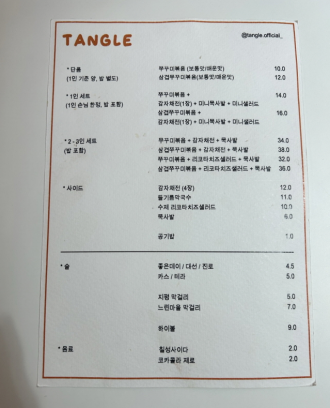 TANGLE
@tangle.official_
* 단품 쭈꾸미볶음 (보통맛/매운맛) 10.0
(1인 기준 양, 밥 별도) 삼겹쭈꾸미볶음(보통맛/매운맛) 12.0
* 1인 세트 쭈꾸미볶음 + 14.0
(1인 손님 한정, 밥 포함) 감자채전(1장) + 미니묵사발 + 미니샐러드
삼겹쭈꾸미볶음 + 16.0
감자채전(1장) + 미니묵사발 + 미니샐러드
* 2 - 3인 세트 쭈꾸미볶음 + 감자채전 + 묵사발 34.0
(밥 포함) 삼겹쭈꾸미볶음 + 감자채전 + 묵사발 38.0
쭈꾸미볶음 + 리코타치즈샐러드 + 묵사발 32.0
삼겹쭈꾸미볶음 + 리코타치즈샐러드 + 묵사발 36.0
* 사이드 감자채전 (4장) 12.0
들기름막국수 11.0
수제 리코타치즈샐러드 10.0
묵사발 6.0
공기밥 1.0
* 술 좋은데이 / 대선 / 진로 4.5
카스 / 테라 5.0
지평 막걸리 5.0
느린마을 막걸리 7.0
하이볼 9.0
* 음료 칠성사이다 2.0
코카콜라 제로 2.0